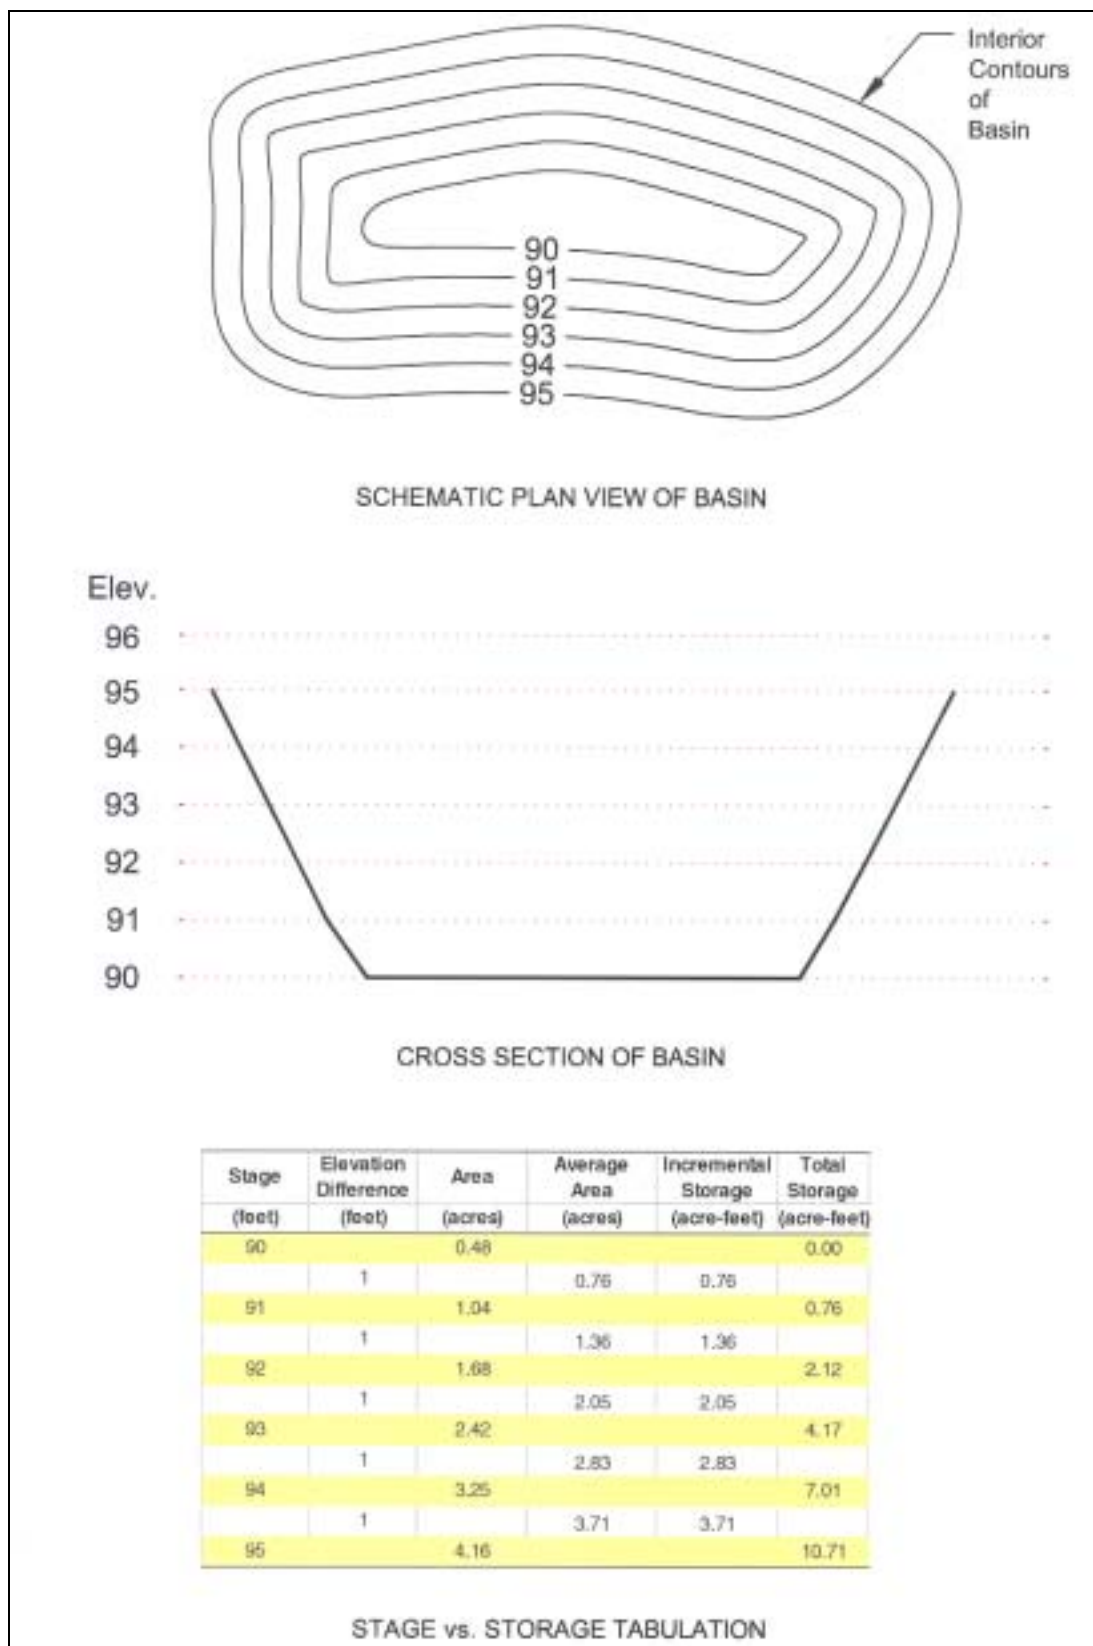 Interior
Contours
of
Basin
90
91
92
93
94
95
SCHEMATIC PLAN VIEW OF BASIN
Elev.
96
95
94
93
92
91
90
CROSS SECTION OF BASIN
Stage Elevation Difference Area Average Area Incremental Storage Total Storage
(feet) (feet) (acres) (acres) (acre-feet) (acre-feet)
90 0.48 0.00
1 0.76 0.76
91 1.04 0.76
1 1.36 1.36
92 1.68 2.12
1 2.05 2.05
93 2.42 4.17
1 2.83 2.83
94 3.25 7.01
1 3.71 3.71
95 4.16 10.71
STAGE vs. STORAGE TABULATION